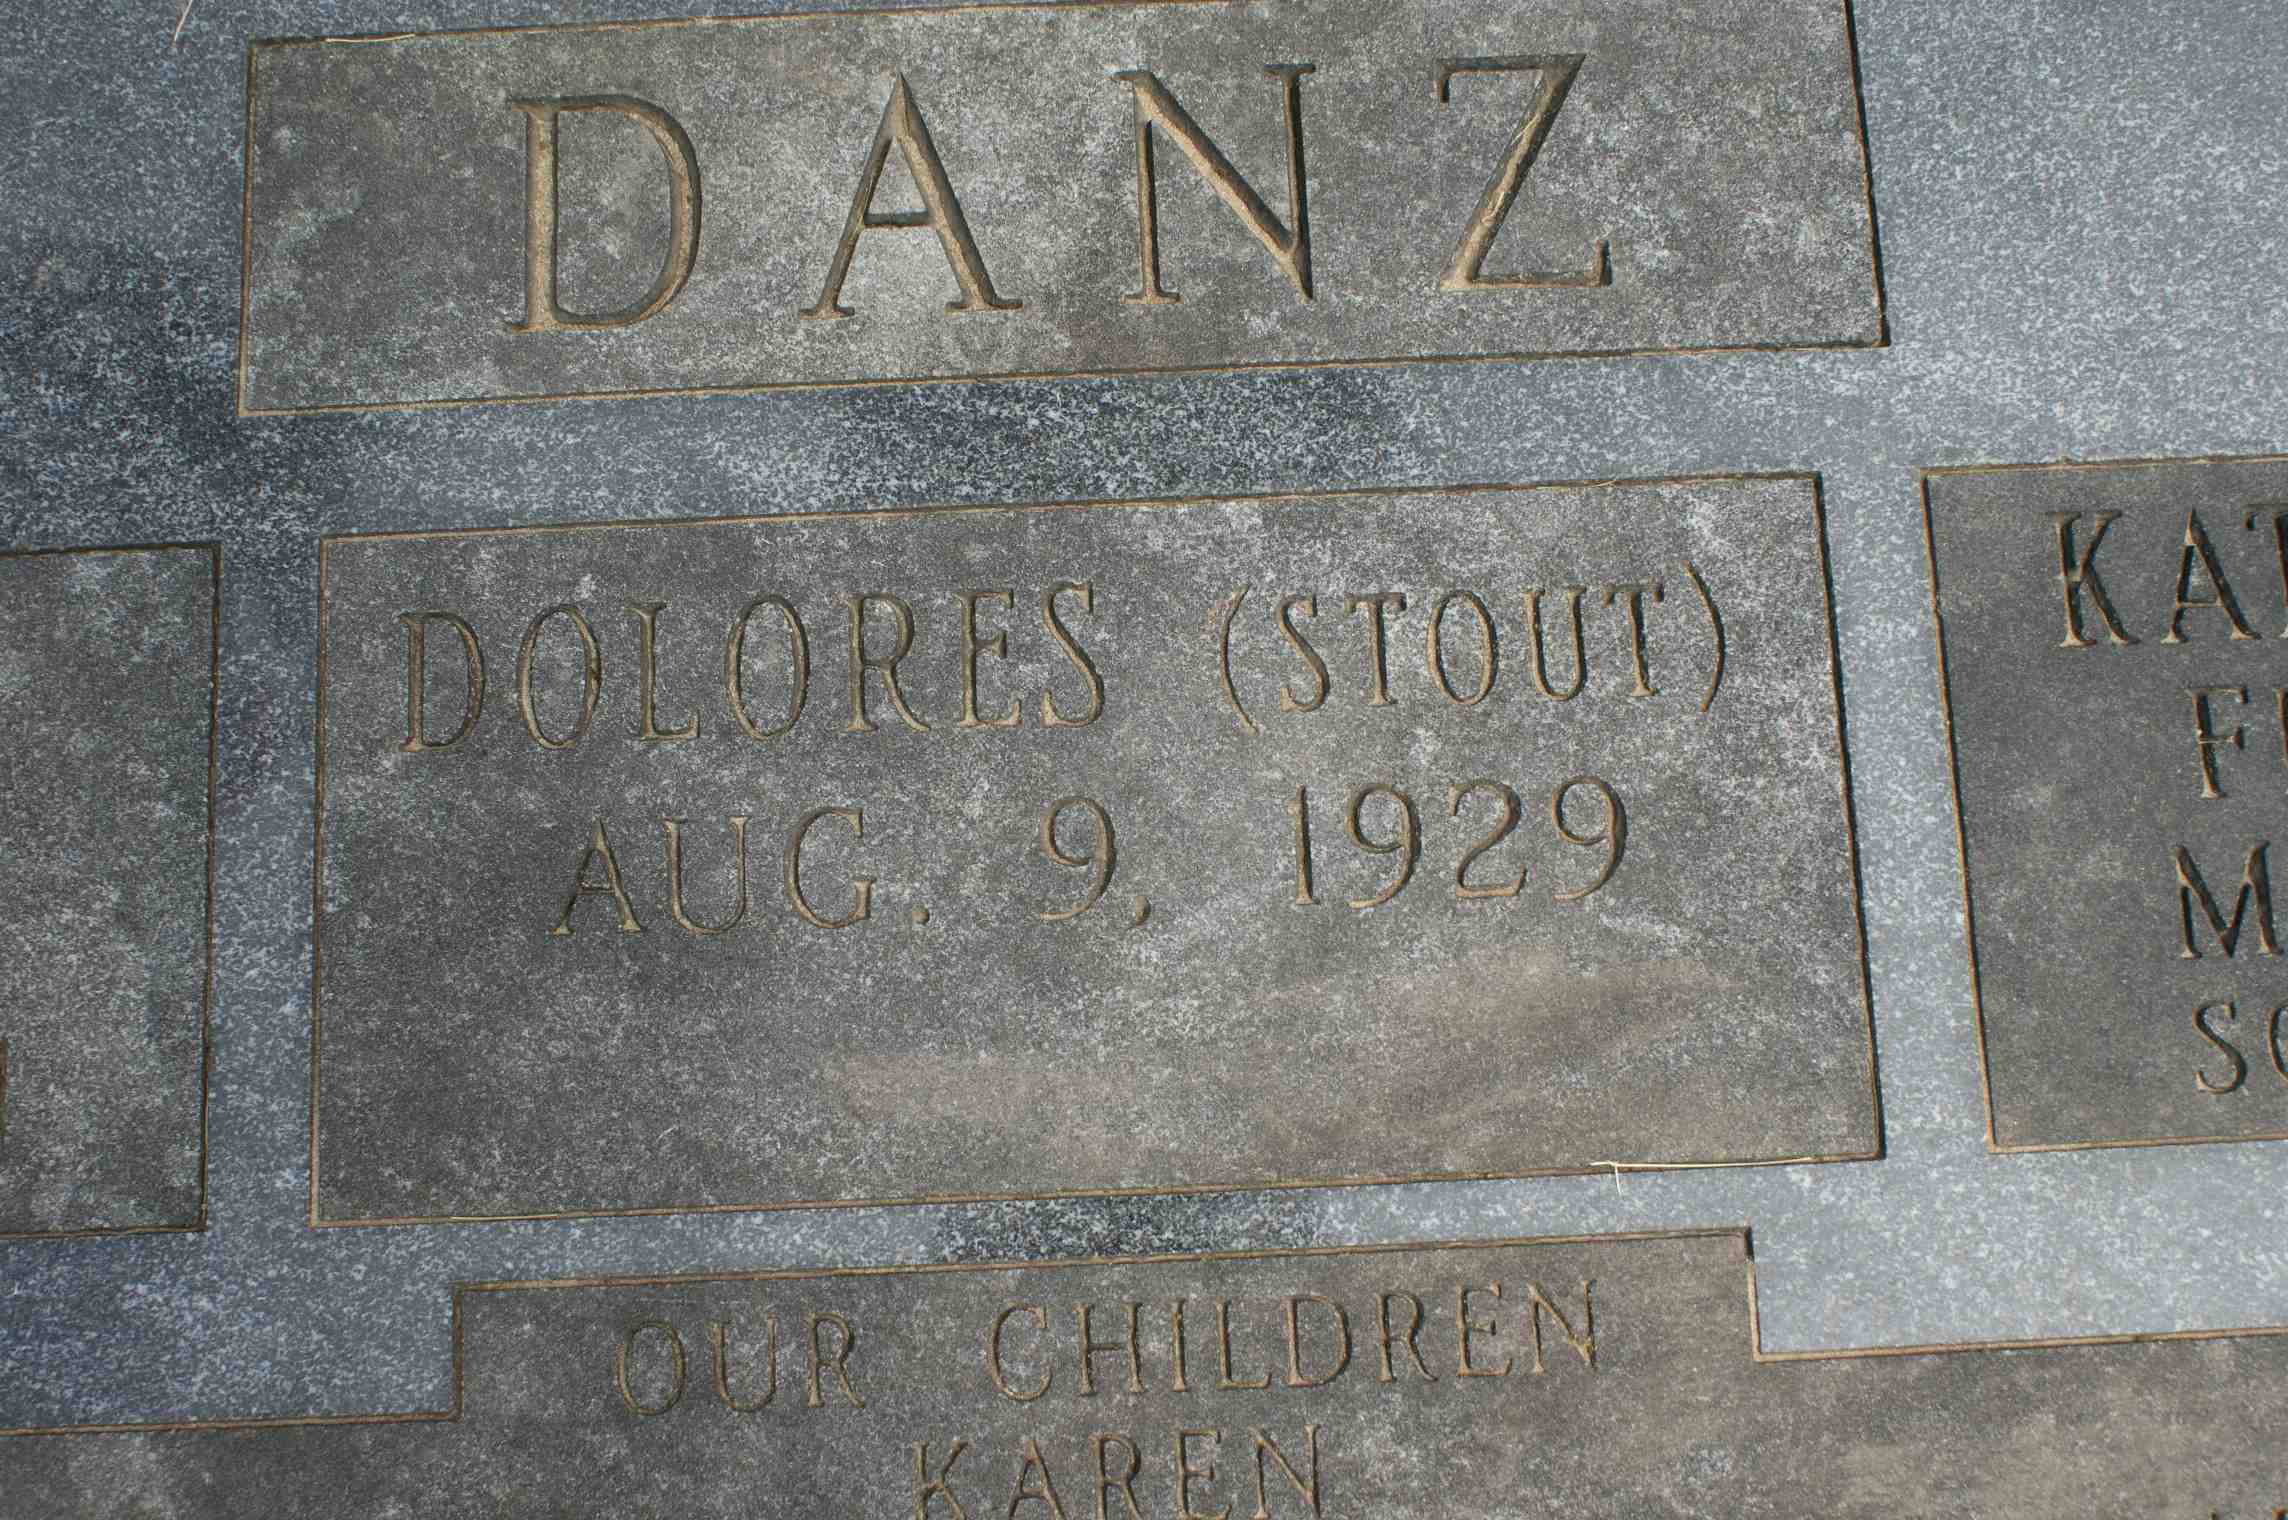 DANZ
DOLORES (STOUT)
AUG. 9, 1929
OUR CHILDREN
KAREN